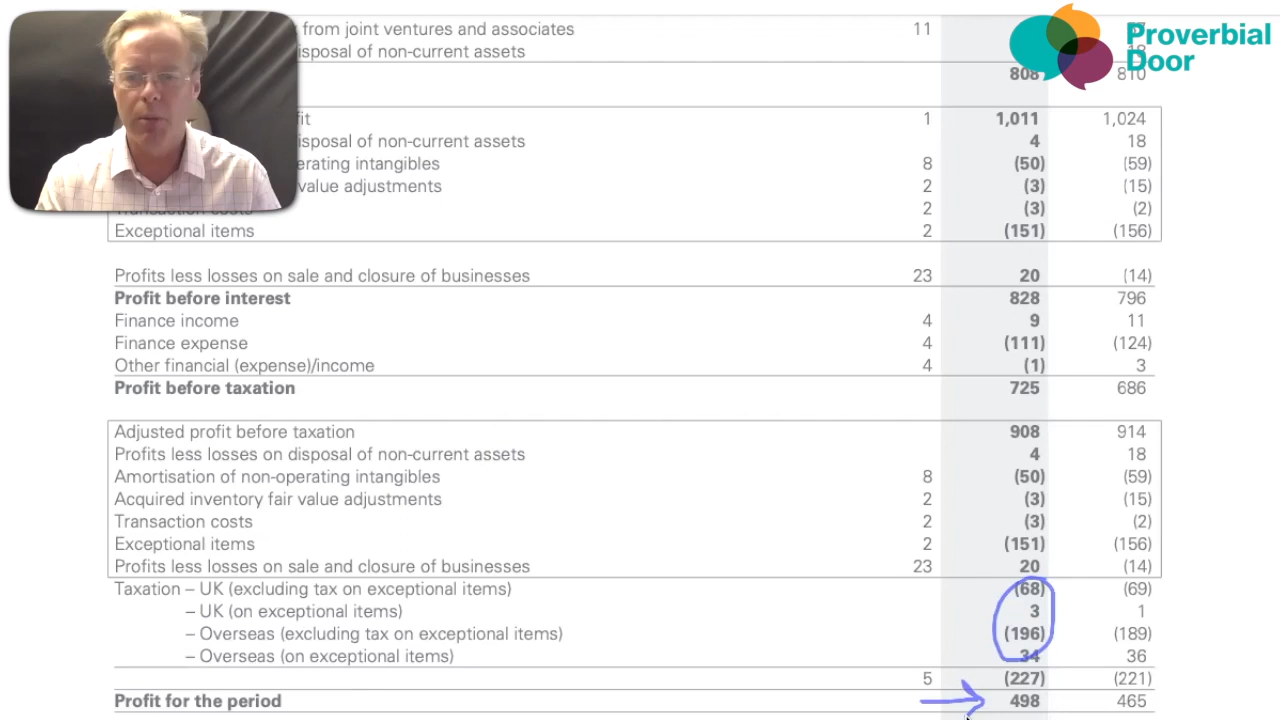 from joint ventures and associates 11
isposal of non-current assets
Proverbial
Door
808 810
fit 1 1,011 1,024
isposal of non-current assets 4 18
erating intangibles 8 (50) (59)
value adjustments 2 (3) (15)
Transaction costs 2 (3) (2)
Exceptional items 2 (151) (156)
Profits less losses on sale and closure of businesses 23 20 (14)
Profit before interest 828 796
Finance income 4 9 11
Finance expense 4 (111) (124)
Other financial (expense)/income 4 (1) 3
Profit before taxation 725 686
Adjusted profit before taxation 908 914
Profits less losses on disposal of non-current assets 4 18
Amortisation of non-operating intangibles 8 (50) (59)
Acquired inventory fair value adjustments 2 (3) (15)
Transaction costs 2 (3) (2)
Exceptional items 2 (151) (156)
Profits less losses on sale and closure of businesses 23 20 (14)
Taxation – UK (excluding tax on exceptional items) (68) (69)
– UK (on exceptional items) 3 1
– Overseas (excluding tax on exceptional items) (196) (189)
– Overseas (on exceptional items) 34 36
5 (227) (221)
Profit for the period 498 465